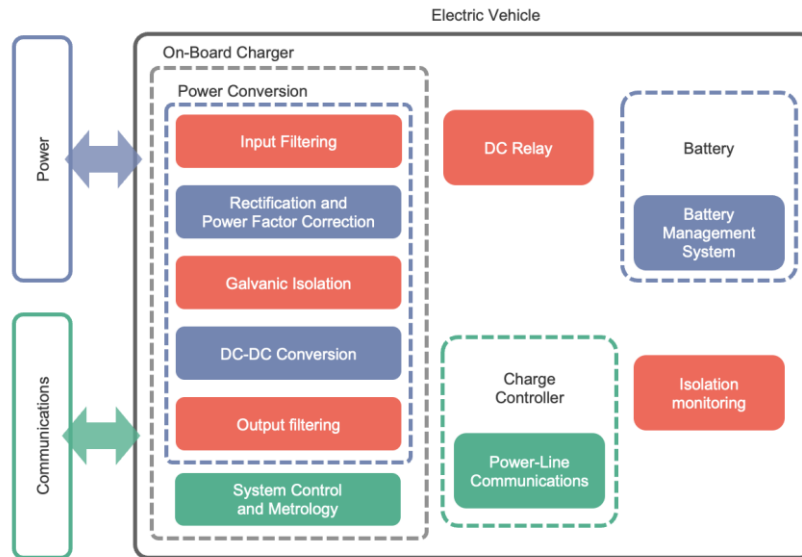 Electric Vehicle
On-Board Charger
Power Conversion
Power
Input Filtering
Rectification and
Power Factor Correction
Galvanic Isolation
DC-DC Conversion
Output filtering
System Control
and Metrology
Communications
DC Relay
Battery
Battery
Management
System
Charge
Controller
Power-Line
Communications
Isolation
monitoring